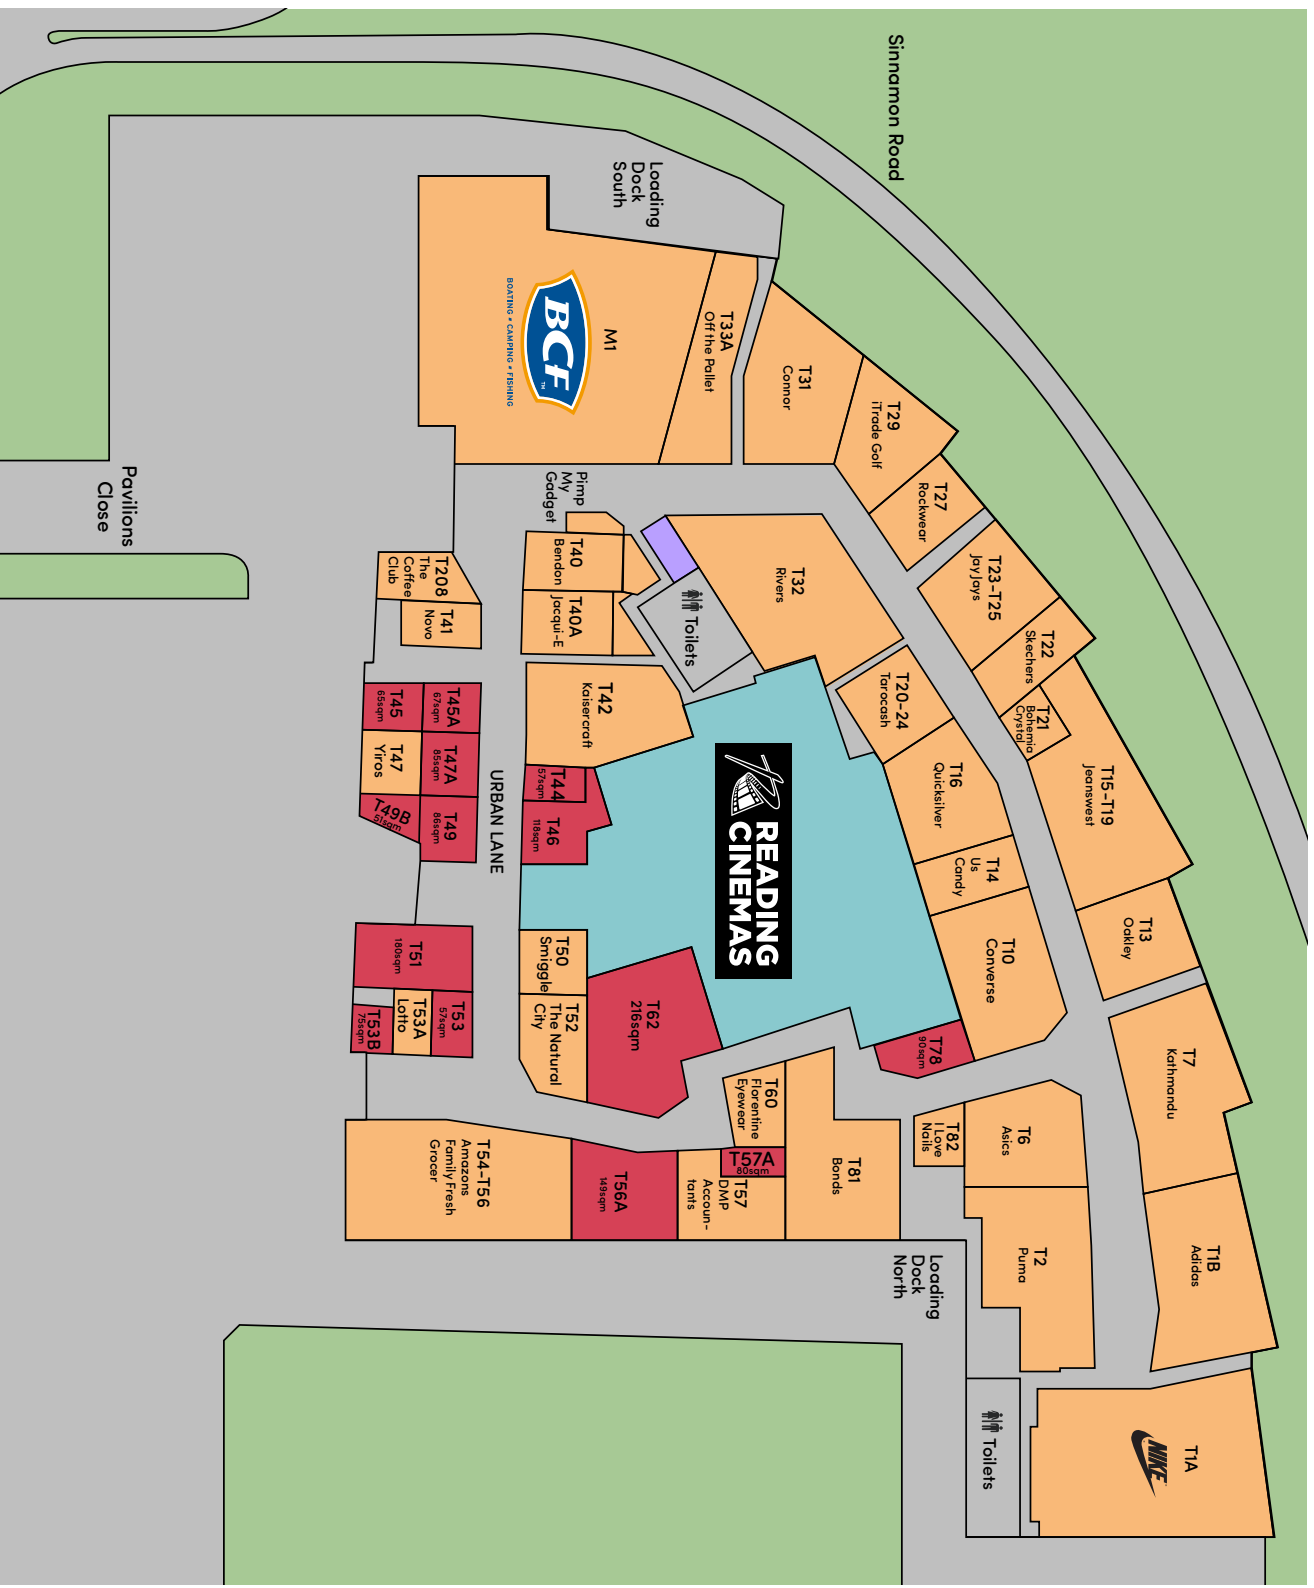 Sinnamon Road
Loading
Dock
South
M1
BCF
™
BOATING • CAMPING • FISHING
T33A
Off the Pallet
T31
Connor
T29
iTrade Golf
T27
Rockwear
T23-T25
JayJays
T22
Skechers
T21
Bohemia
Crystal
T15-T19
Jeanswest
T13
Oakley
T7
Kathmandu
T1B
Adidas
T1A
NIKE
Pavilions
Close
Pimp
My
Gadget
T40
Bendon
T40A
Jacqui-E
Toilets
T32
Rivers
T20-24
Tarocash
T16
Quicksilver
T14
Us
Candy
T10
Converse
T208
The
Coffee
Club
T41
Novo
T42
Kaisercraft
T45
65sqm
T45A
67sqm
T47
Yiros
T47A
85sqm
T49B
51sqm
T49
86sqm
URBAN LANE
T44
57sqm
T46
118sqm
READING
CINEMAS
T51
180sqm
T53
57sqm
T53A
Lotto
T53B
75sqm
T50
Smiggle
T52
The Natural
City
T62
216sqm
T78
90sqm
T60
Florentine
Eyewear
T57A
80sqm
T57
DMP
Accoun-
tants
T81
Bonds
T82
I Love
Nails
T6
Asics
T2
Puma
T54-T56
Amazons
Family Fresh
Grocer
T56A
149sqm
Loading
Dock
North
Toilets